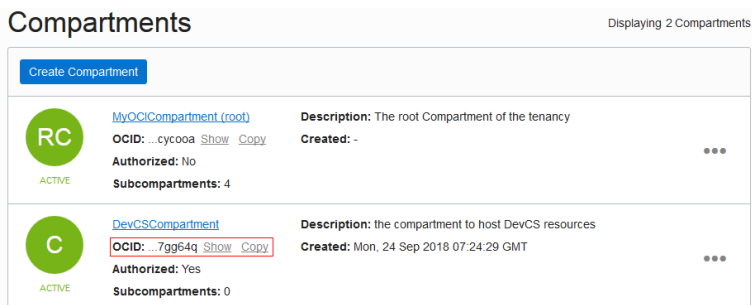 Compartments
Displaying 2 Compartments
Create Compartment
RC
ACTIVE
MyOCICompartment (root)
OCID: ...cycooa Show Copy
Authorized: No
Subcompartments: 4
Description: The root Compartment of the tenancy
Created: -
•••
C
ACTIVE
DevCSCompartment
OCID: ...7gg64q Show Copy
Authorized: Yes
Subcompartments: 0
Description: the compartment to host DevCS resources
Created: Mon, 24 Sep 2018 07:24:29 GMT
•••